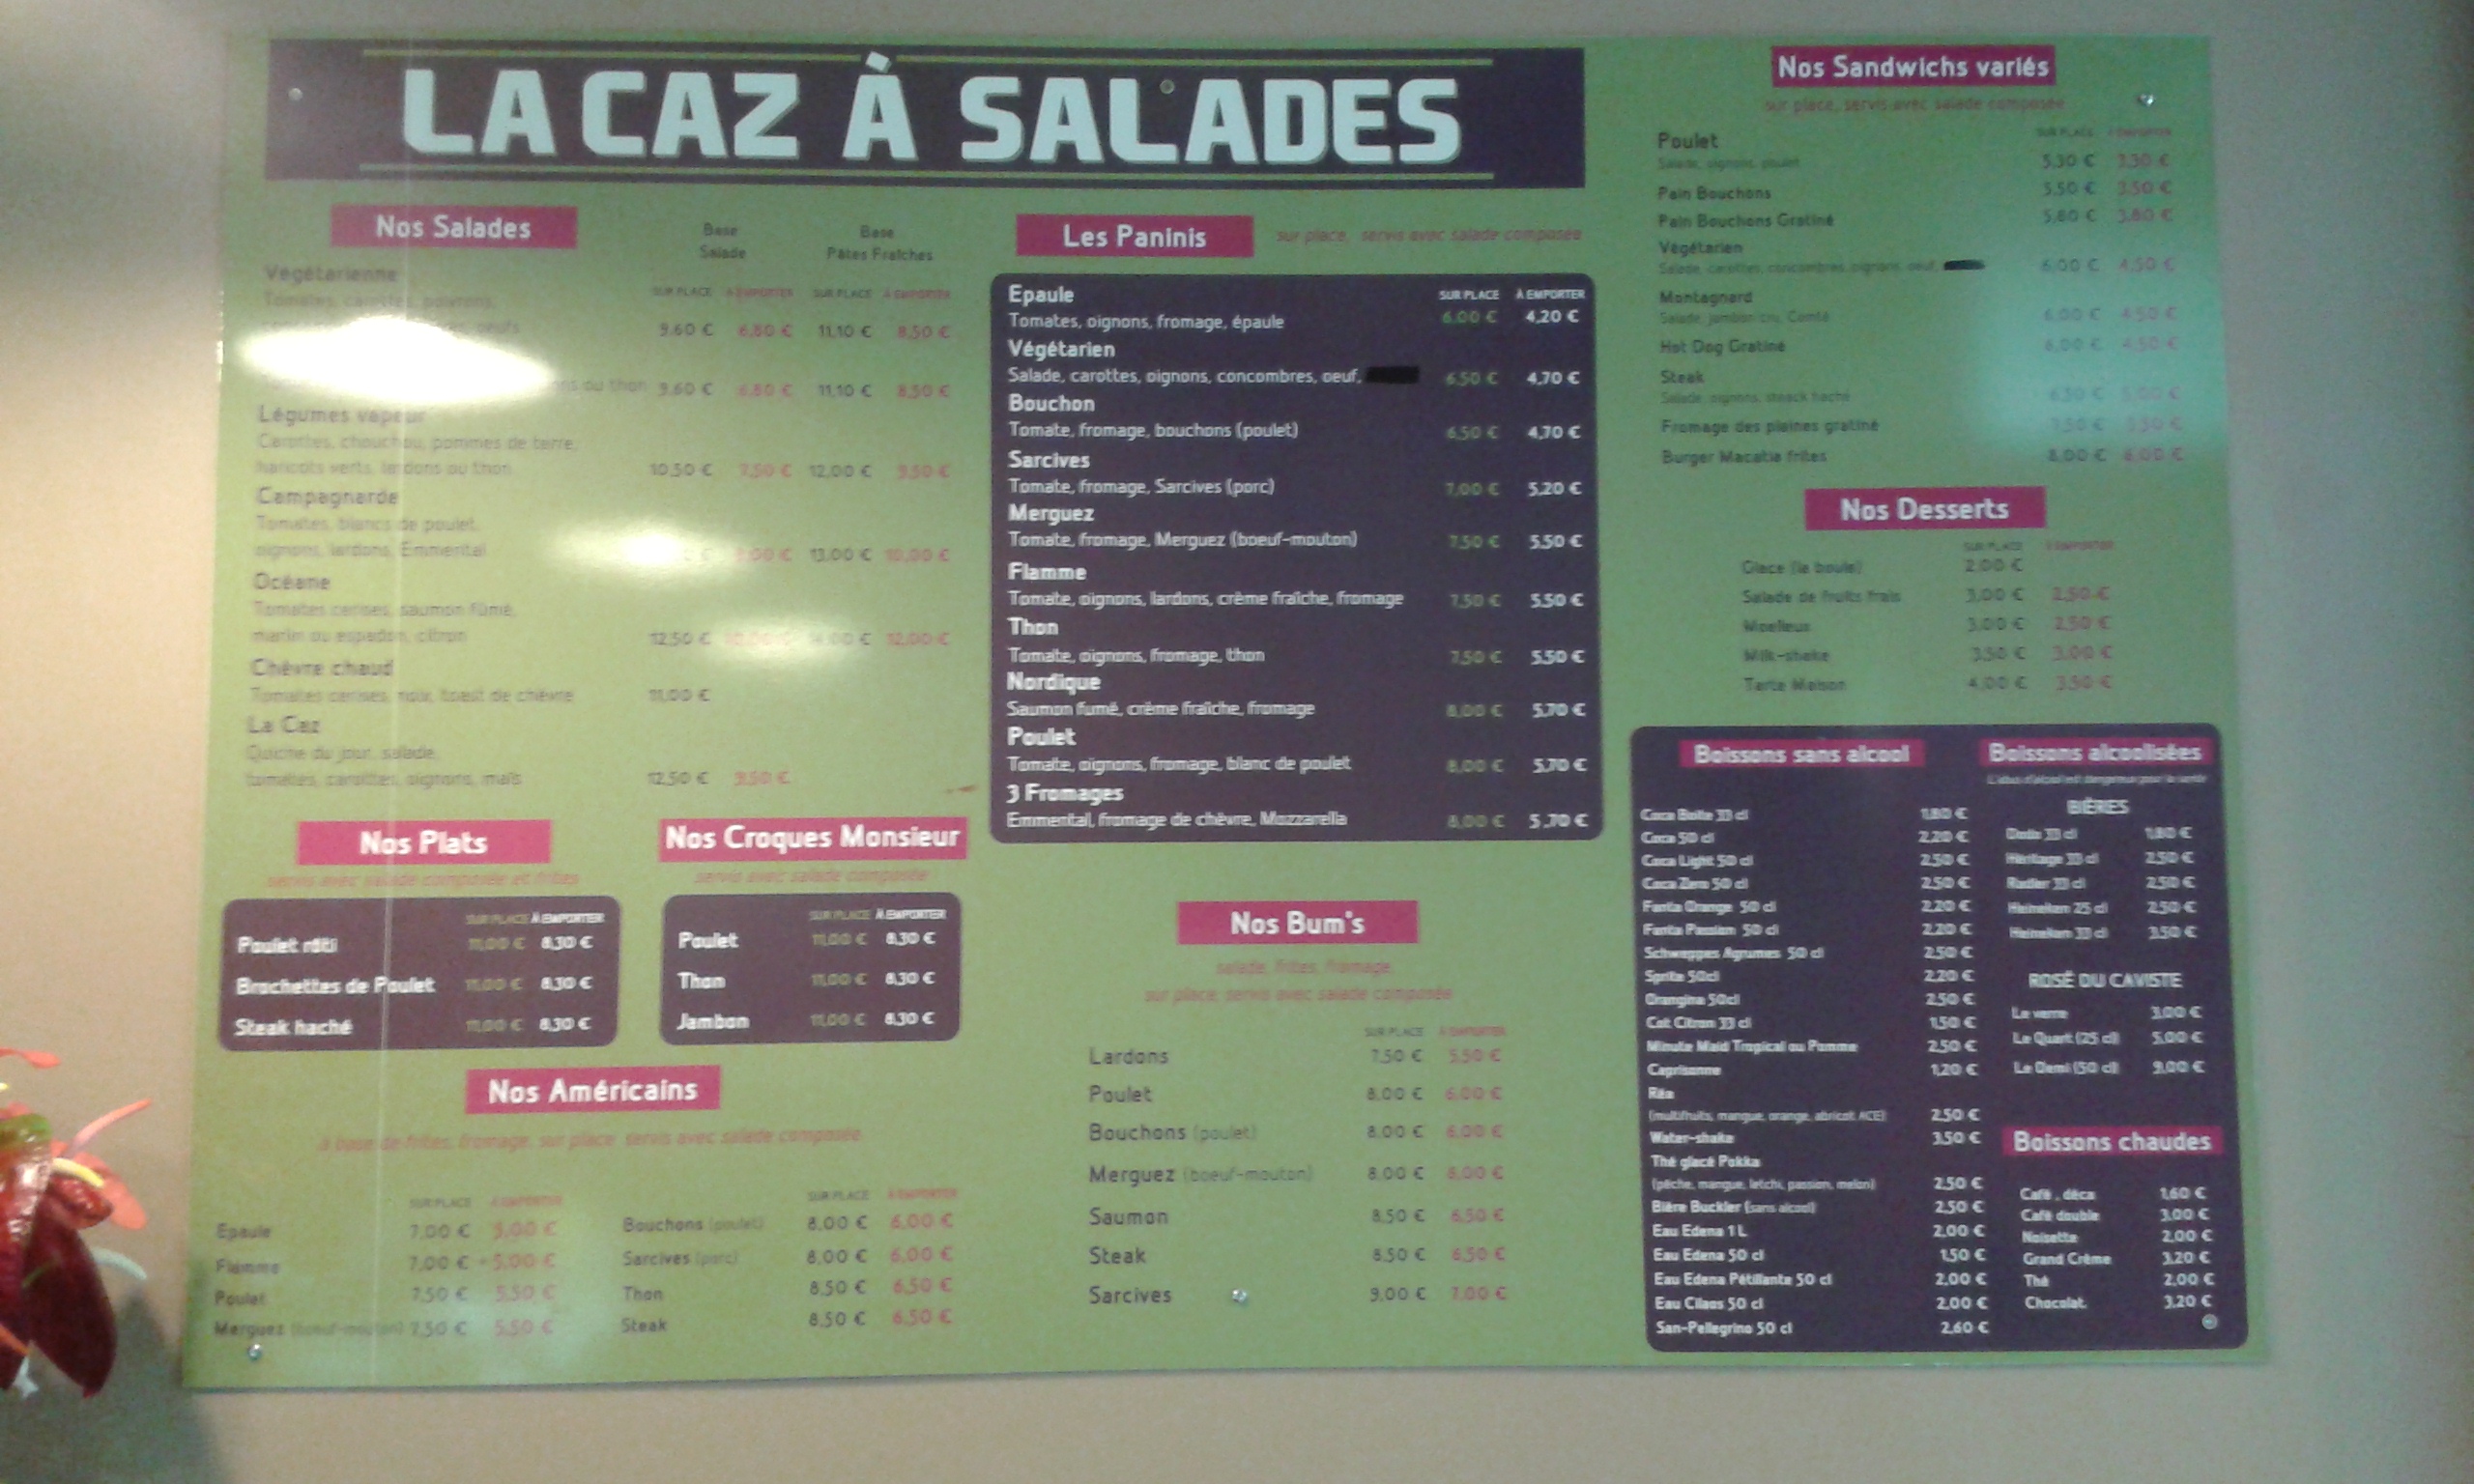 LA CAZ À SALADES
Nos Salades
Base Salade
Base Pâtes Fraîches
SUR PLACE À EMPORTER SUR PLACE À EMPORTER
Végétarienne
Tomates, carottes, poivrons,
oeufs 9.60 € 6.80 € 11.10 € 8.50 €
ou thon 9.60 € 6.80 € 11.10 € 8.50 €
Légumes vapeur
Carottes, chouchou, pommes de terre,
haricots verts, lardons ou thon 10.50 € 7.50 € 12.00 € 9.50 €
Campagnarde
Tomates, blancs de poulet,
oignons, lardons, Emmental 13.00 € 10.00 €
Océane
Tomates cerises, saumon fûmé,
marlin ou espadon, citron 12.50 € 12.00 €
Chèvre chaud
Tomates cerises, noix, toast de chèvre 11.00 €
La Caz
Quiche du jour, salade,
tomates, carottes, oignons, maïs 12.50 € 9.50 €
Nos Plats
servis avec salade composée et frites
SUR PLACE À EMPORTER
Poulet rôti 11,00 € 8,30 €
Brochettes de Poulet 11,00 € 8,30 €
Steak haché 11,00 € 8,30 €
Nos Croques Monsieur
servis avec salade composée
SUR PLACE À EMPORTER
Poulet 11,00 € 8,30 €
Thon 11,00 € 8,30 €
Jambon 11,00 € 8,30 €
Nos Américains
à base de frites, fromage, sur place servis avec salade composée
SUR PLACE À EMPORTER
Epaule 7.00 € 5.00 €
Flamme 7.00 € 5.00 €
Poulet 7.50 € 5.50 €
Merguez (boeuf-mouton) 7.50 € 5.50 €
SUR PLACE À EMPORTER
Bouchons (poulet) 8.00 € 6.00 €
Sarcives (porc) 8.00 € 6.00 €
Thon 8.50 € 6.50 €
Steak 8.50 € 6.50 €
Les Paninis
sur place, servis avec salade composée
SUR PLACE À EMPORTER
Epaule
Tomates, oignons, fromage, épaule 6.00 € 4,20 €
Végétarien
Salade, carottes, oignons, concombres, oeuf, 6.50 € 4,70 €
Bouchon
Tomate, fromage, bouchons (poulet) 6.50 € 4,70 €
Sarcives
Tomate, fromage, Sarcives (porc) 7.00 € 5,20 €
Merguez
Tomate, fromage, Merguez (boeuf-mouton) 7.50 € 5,50 €
Flamme
Tomate, oignons, lardons, crème fraîche, fromage 7.50 € 5,50 €
Thon
Tomate, oignons, fromage, thon 7.50 € 5,50 €
Nordique
Saumon fumé, crème fraîche, fromage 8,00 € 5,70 €
Poulet
Tomate, oignons, fromage, blanc de poulet 8,00 € 5,70 €
3 Fromages
Emmental, fromage de chèvre, Mozzarella 8,00 € 5,70 €
Nos Bum's
salade, frites, fromage,
sur place, servis avec salade composée
SUR PLACE À EMPORTER
Lardons 7.50 € 5.50 €
Poulet 8.00 € 6.00 €
Bouchons (poulet) 8.00 € 6.00 €
Merguez (boeuf-mouton) 8.00 € 6.00 €
Saumon 8.50 € 6.50 €
Steak 8.50 € 6.50 €
Sarcives 9.00 € 7.00 €
Nos Sandwichs variés
sur place, servis avec salade composée
SUR PLACE À EMPORTER
Poulet
Salade, oignons, poulet 5.30 € 3.30 €
Pain Bouchons 5.50 € 3.50 €
Pain Bouchons Gratiné 5.80 € 3.80 €
Végétarien
Salade, carottes, concombres, oignons, oeuf, 6.00 € 4.50 €
Montagnard
Salade, jambon cru, Comté 6.00 € 4.50 €
Hot Dog Gratiné 6.00 € 4.50 €
Steak
Salade, oignons, steack haché 6.50 € 5.00 €
Fromage des plaines gratiné 7.50 € 5.50 €
Burger Macatia frites 8.00 € 6.00 €
Nos Desserts
SUR PLACE À EMPORTER
Glace (la boule) 2.00 €
Salade de fruits frais 3.00 € 2.50 €
Moelleux 3.00 € 2.50 €
Milk-shake 3.50 € 3.00 €
Tarte Maison 4.00 € 3.50 €
Boissons sans alcool
Coca Boîte 33 cl 1.80 €
Coca 50 cl 2,20 €
Coca Light 50 cl 2,50 €
Coca Zero 50 cl 2,50 €
Fanta Orange 50 cl 2,20 €
Fanta Passion 50 cl 2,20 €
Schweppes Agrumes 50 cl 2,50 €
Sprite 50cl 2,20 €
Orangina 50cl 2,50 €
Cot Citron 33 cl 1,50 €
Minute Maid Tropical ou Pomme 2,50 €
Caprisonne 1,20 €
Réa
(multifruits, mangue, orange, abricot ACE) 2,50 €
Water-shake 3,50 €
Thé glacé Pokka
(pêche, mangue, letchi, passion, melon) 2,50 €
Bière Buckler (sans alcool) 2,50 €
Eau Edena 1 L 2,00 €
Eau Edena 50 cl 1,50 €
Eau Edena Pétillante 50 cl 2,00 €
Eau Cilaos 50 cl 2,00 €
San-Pellegrino 50 cl 2,60 €
Boissons alcoolisées
L'abus d'alcool est dangereux pour la santé
BIÈRES
Dodo 33 cl 1.80 €
Héritage 33 cl 2,50 €
Radler 33 cl 2,50 €
Heineken 25 cl 2,50 €
Heineken 33 cl 3,50 €
ROSÉ DU CAVISTE
Le verre 3,00 €
Le Quart (25 cl) 5,00 €
Le Demi (50 cl) 9,00 €
Boissons chaudes
Café, déca 1,60 €
Café double 3,00 €
Noisette 2,00 €
Grand Crème 3,20 €
Thé 2,00 €
Chocolat 3,20 €